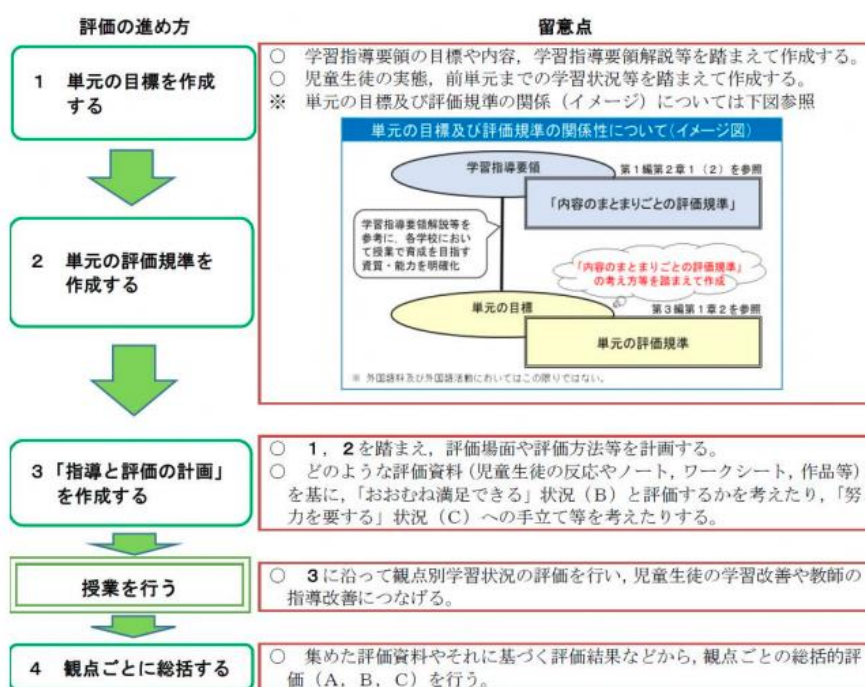 評価の進め方
留意点
1 単元の目標を作成
する
○ 学習指導要領の目標や内容，学習指導要領解説等を踏まえて作成する。
○ 児童生徒の実態，前単元までの学習状況等を踏まえて作成する。
※ 単元の目標及び評価規準の関係（イメージ）については下図参照
単元の目標及び評価規準の関係性について(イメージ図)
学習指導要領
第1編第2章1（2）を参照
「内容のまとまりごとの評価規準」
学習指導要領解説等を
参考に，各学校におい
て授業で育成を目指す
資質・能力を明確化
「内容のまとまりごとの評価規準」
の考え方等を踏まえて作成
単元の目標
第3編第1章2を参照
単元の評価規準
※ 外国語科及び外国語活動においてはこの限りではない。
2 単元の評価規準を
作成する
3「指導と評価の計画」
を作成する
○ 1，2を踏まえ，評価場面や評価方法等を計画する。
○ どのような評価資料（児童生徒の反応やノート，ワークシート，作品等）
を基に，「おおむね満足できる」状況（B）と評価するかを考えたり，「努
力を要する」状況（C）への手立て等を考えたりする。
授業を行う
○ 3に沿って観点別学習状況の評価を行い，児童生徒の学習改善や教師の
指導改善につなげる。
4 観点ごとに総括する
○ 集めた評価資料やそれに基づく評価結果などから，観点ごとの総括的評
価（A，B，C）を行う。